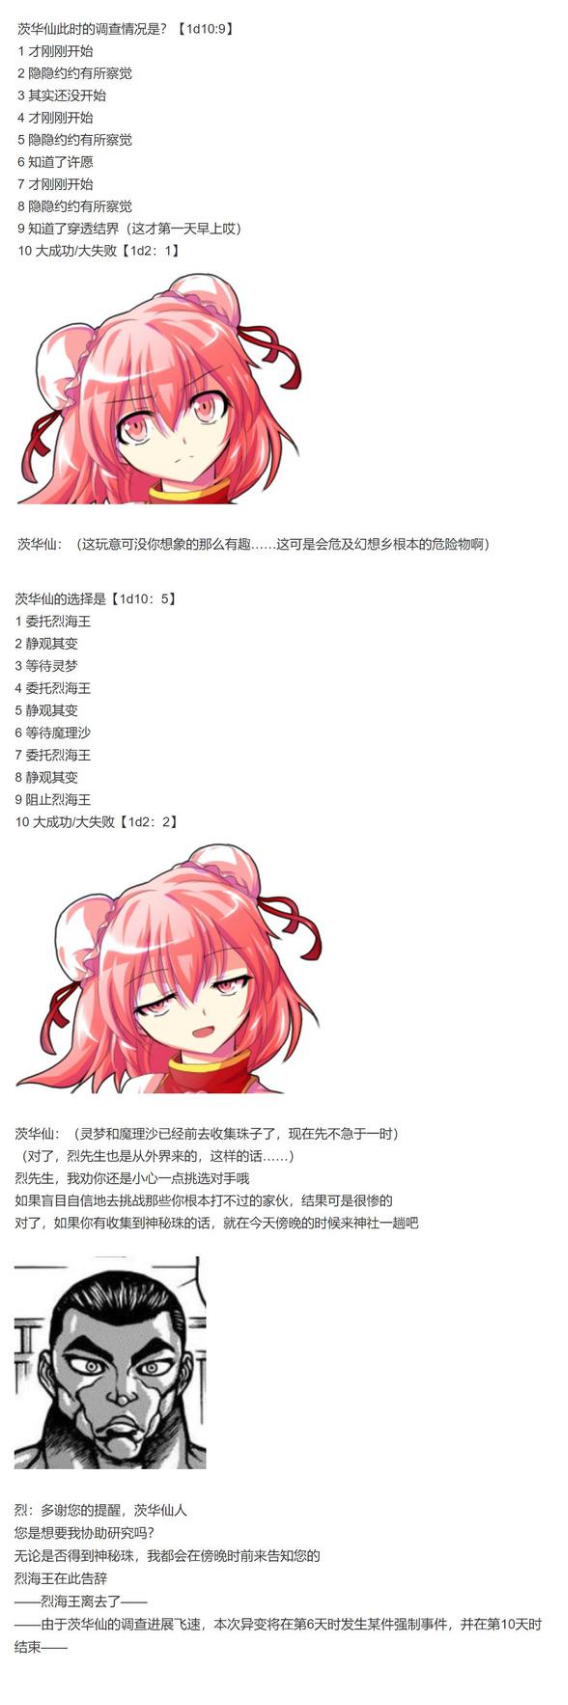 茨华仙此时的调查情况是？【1d10:9】
1 才刚刚开始
2 隐隐约约有所察觉
3 其实还没开始
4 才刚刚开始
5 隐隐约约有所察觉
6 知道了许愿
7 才刚刚开始
8 隐隐约约有所察觉
9 知道了穿透结界（这才第一天早上哎）
10 大成功/大失败【1d2：1】
茨华仙：（这玩意可没你想象的那么有趣……这可是会危及幻想乡根本的危险物啊）
茨华仙的选择是【1d10：5】
1 委托烈海王
2 静观其变
3 等待灵梦
4 委托烈海王
5 静观其变
6 等待魔理沙
7 委托烈海王
8 静观其变
9 阻止烈海王
10 大成功/大失败【1d2：2】
茨华仙：（灵梦和魔理沙已经前去收集珠子了，现在先不急于一时）
（对了，烈先生也是从外界来的，这样的话……）
烈先生，我劝你还是小心一点挑选对手哦
如果盲目自信地去挑战那些你根本打不过的家伙，结果可是很惨的
对了，如果你有收集到神秘珠的话，就在今天傍晚的时候来神社一趟吧
烈：多谢您的提醒，茨华仙人
您是想要我协助研究吗？
无论是否得到神秘珠，我都会在傍晚时前来告知您的
烈海王在此告辞
——烈海王离去了——
——由于茨华仙的调查进展飞速，本次异变将在第6天时发生某件强制事件，并在第10天时
结束——